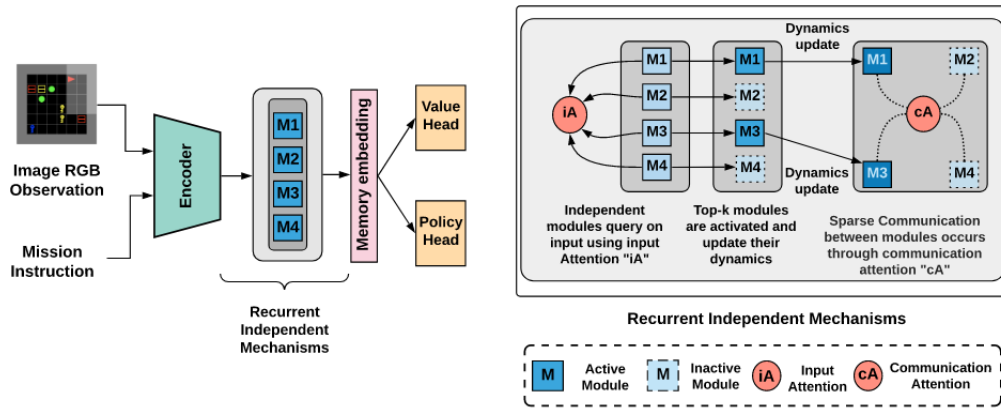 Image RGB
Observation
Mission
Instruction
Encoder
M1
M2
M3
M4
Recurrent
Independent
Mechanisms
Memory embedding
Value
Head
Policy
Head
iA
M1
M2
M3
M4
Independent
modules query on
input using input
Attention "iA"
M1
M2
M3
M4
Top-k modules
are activated and
update their
dynamics
Dynamics
update
Dynamics
update
M1
M2
cA
M3
M4
Sparse Communication
between modules occurs
through communication
attention "cA"
Recurrent Independent Mechanisms
M
Active
Module
M
Inactive
Module
iA
Input
Attention
cA
Communication
Attention